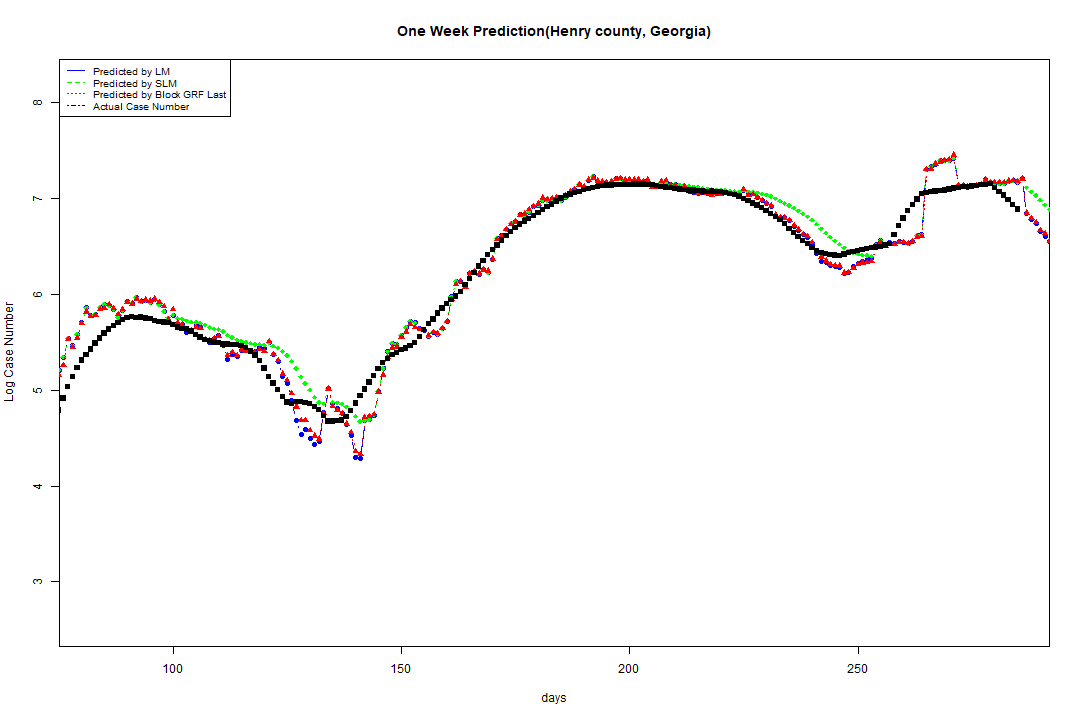 One Week Prediction(Henry county, Georgia)
Predicted by LM
Predicted by SLM
Predicted by Block GRF Last
Actual Case Number
8
7
6
5
4
3
Log Case Number
100 150 200 250
days